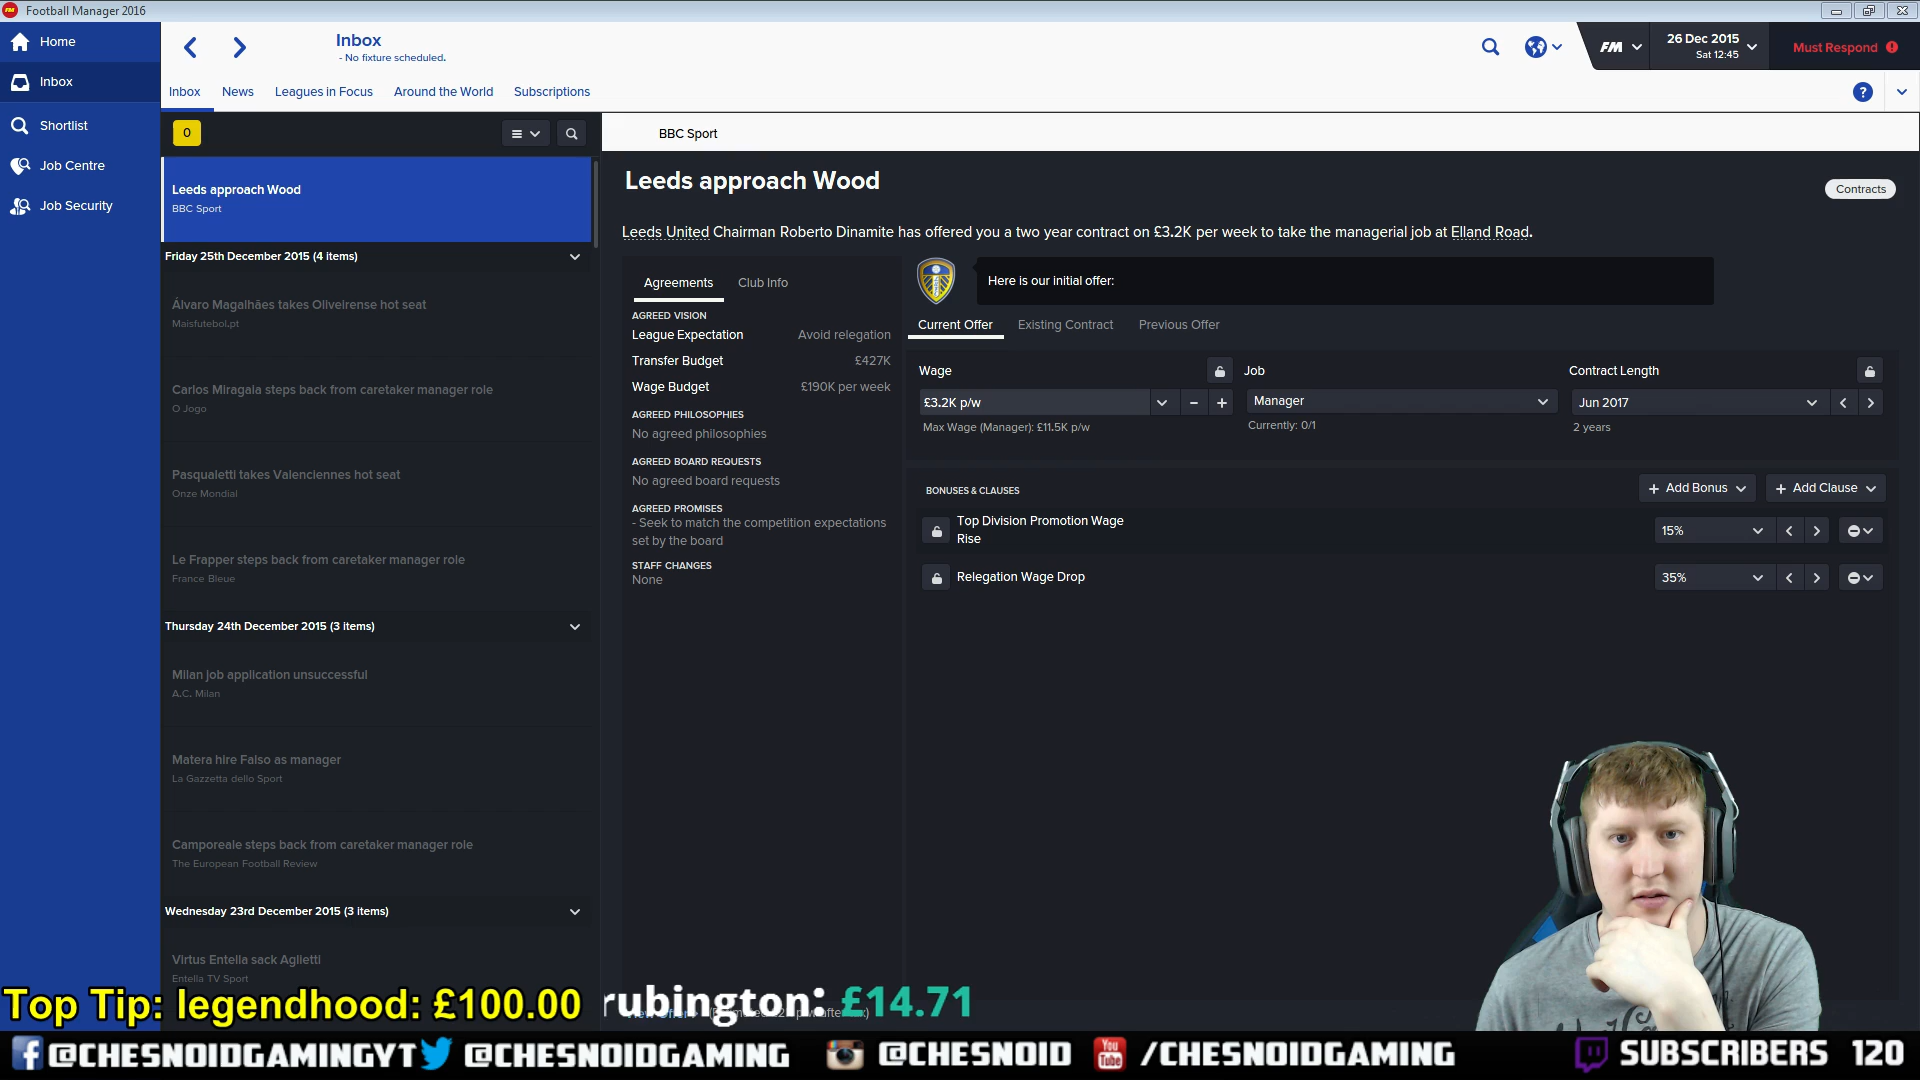 Football Manager 2016
Home
Inbox
Shortlist
Job Centre
Job Security
Inbox
- No fixture scheduled.
FM
26 Dec 2015
Sat 12:45
Must Respond
Inbox
News
Leagues in Focus
Around the World
Subscriptions
?
0
Leeds approach Wood
BBC Sport
Friday 25th December 2015 (4 items)
Álvaro Magalhães takes Oliveirense hot seat
Maisfutebol.pt
Carlos Miragaia steps back from caretaker manager role
O Jogo
Pasqualetti takes Valenciennes hot seat
Onze Mondial
Le Frapper steps back from caretaker manager role
France Bleue
Thursday 24th December 2015 (3 items)
Milan job application unsuccessful
A.C. Milan
Matera hire Falso as manager
La Gazzetta dello Sport
Camporeale steps back from caretaker manager role
The European Football Review
Wednesday 23rd December 2015 (3 items)
Virtus Entella sack Aglietti
Entella TV Sport
BBC Sport
Leeds approach Wood
Contracts
Leeds United Chairman Roberto Dinamite has offered you a two year contract on £3.2K per week to take the managerial job at Elland Road.
Agreements
Club Info
AGREED VISION
League Expectation Avoid relegation
Transfer Budget £427K
Wage Budget £190K per week
AGREED PHILOSOPHIES
No agreed philosophies
AGREED BOARD REQUESTS
No agreed board requests
AGREED PROMISES
- Seek to match the competition expectations
set by the board
STAFF CHANGES
None
Here is our initial offer:
Current Offer
Existing Contract
Previous Offer
Wage
£3.2K p/w
Max Wage (Manager): £11.5K p/w
Job
Manager
Currently: 0/1
Contract Length
Jun 2017
2 years
BONUSES & CLAUSES
+ Add Bonus
+ Add Clause
Top Division Promotion Wage
Rise
15%
Relegation Wage Drop
35%
Top Tip: legendhood: £100.00
rubington: £14.71
@CHESNOIDGAMINGYT
@CHESNOIDGAMING
@CHESNOID
You
Tube
/CHESNOIDGAMING
SUBSCRIBERS 120